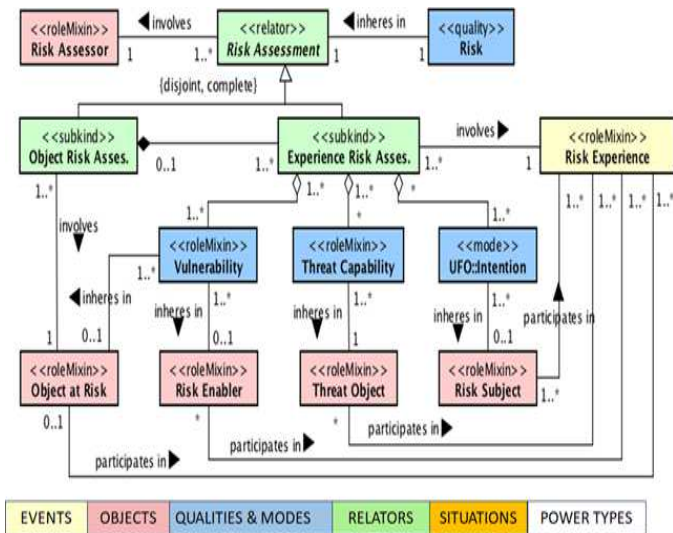 <<roleMixin>>
Risk Assessor
involves
1
1..*
<<relator>>
Risk Assessment
inheres in
1
1
<<quality>>
Risk
{disjoint, complete}
<<subkind>>
Object Risk Asses.
0..1
1..*
<<subkind>>
Experience Risk Asses.
involves
1..*
1
<<roleMixin>>
Risk Experience
1..*
1..*
1..*
*
1..*
1..*
1..*
1..*
involves
1..*
*
1..*
<<roleMixin>>
Vulnerability
<<roleMixin>>
Threat Capability
<<mode>>
UFO::Intention
1..*
inheres in
1..*
inheres in
1..*
inheres in
1..*
inheres in
participates in
1
0..1
0..1
1
0..1
<<roleMixin>>
Object at Risk
<<roleMixin>>
Risk Enabler
<<roleMixin>>
Threat Object
<<roleMixin>>
Risk Subject
1..*
0..1
*
*
participates in
participates in
participates in
EVENTS
OBJECTS
QUALITIES & MODES
RELATORS
SITUATIONS
POWER TYPES